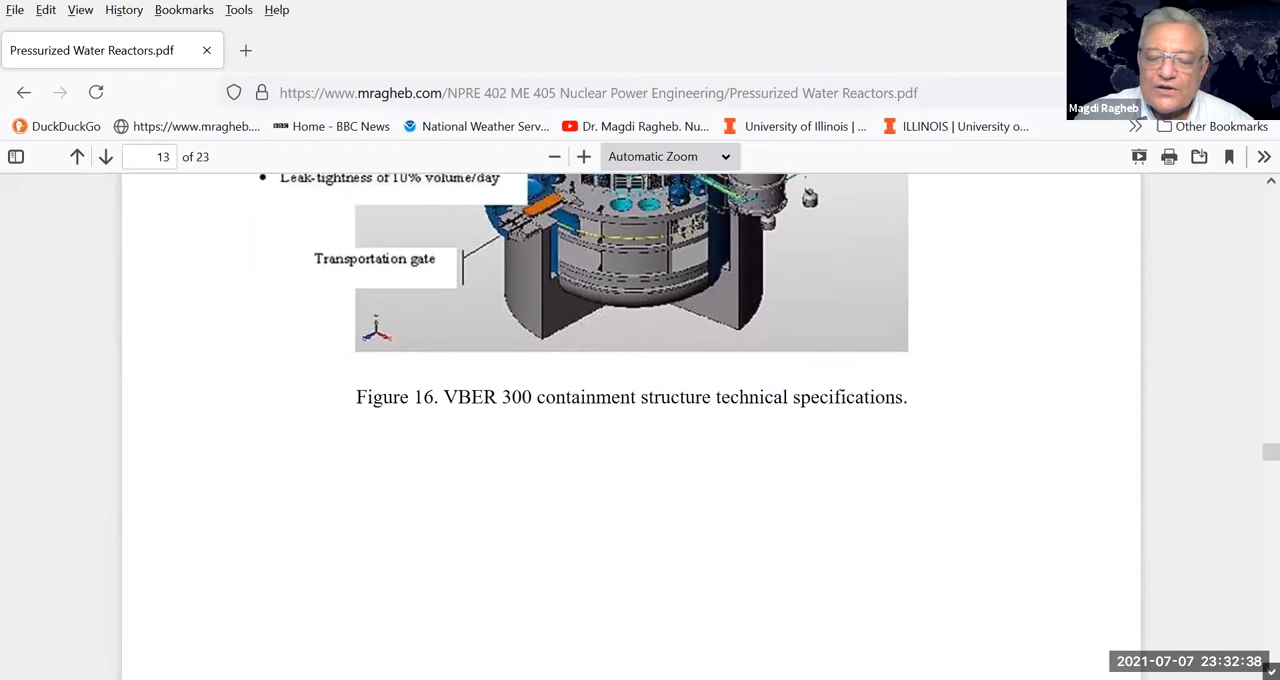 File Edit View History Bookmarks Tools Help
Pressurized Water Reactors.pdf
https://www.mragheb.com/NPRE 402 ME 405 Nuclear Power Engineering/Pressurized Water Reactors.pdf
Magdi Ragheb
DuckDuckGo https://www.mragheb.... BBC Home - BBC News National Weather Serv... Dr. Magdi Ragheb. Nu... University of Illinois |... ILLINOIS | University o... Other Bookmarks
13 of 23 Automatic Zoom
• Leak-tightness of 10% volume/day
Transportation gate
Figure 16. VBER 300 containment structure technical specifications.
2021-07-07 23:32:38